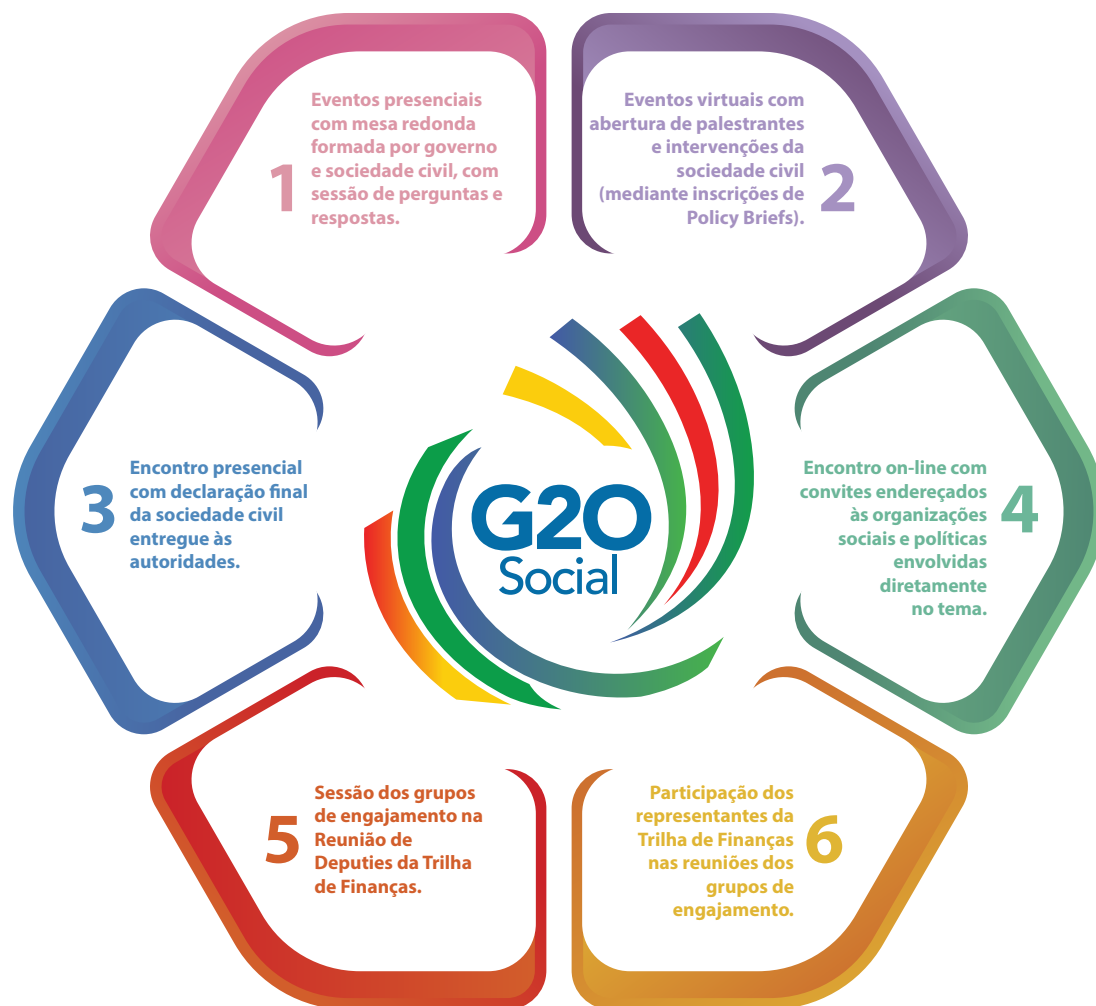 1
Eventos presenciais
com mesa redonda
formada por governo
e sociedade civil, com
sessão de perguntas e
respostas.
Eventos virtuais com
abertura de palestrantes
e intervenções da
sociedade civil
(mediante inscrições de
Policy Briefs).
2
3
Encontro presencial
com declaração final
da sociedade civil
entregue às
autoridades.
G20
Social
Encontro on-line com
convites endereçados
às organizações
sociais e políticas
envolvidas
diretamente
no tema.
4
5
Sessão dos grupos
de engajamento na
Reunião de
Deputies da Trilha
de Finanças.
Participação dos
representantes da
Trilha de Finanças
nas reuniões dos
grupos de
engajamento.
6